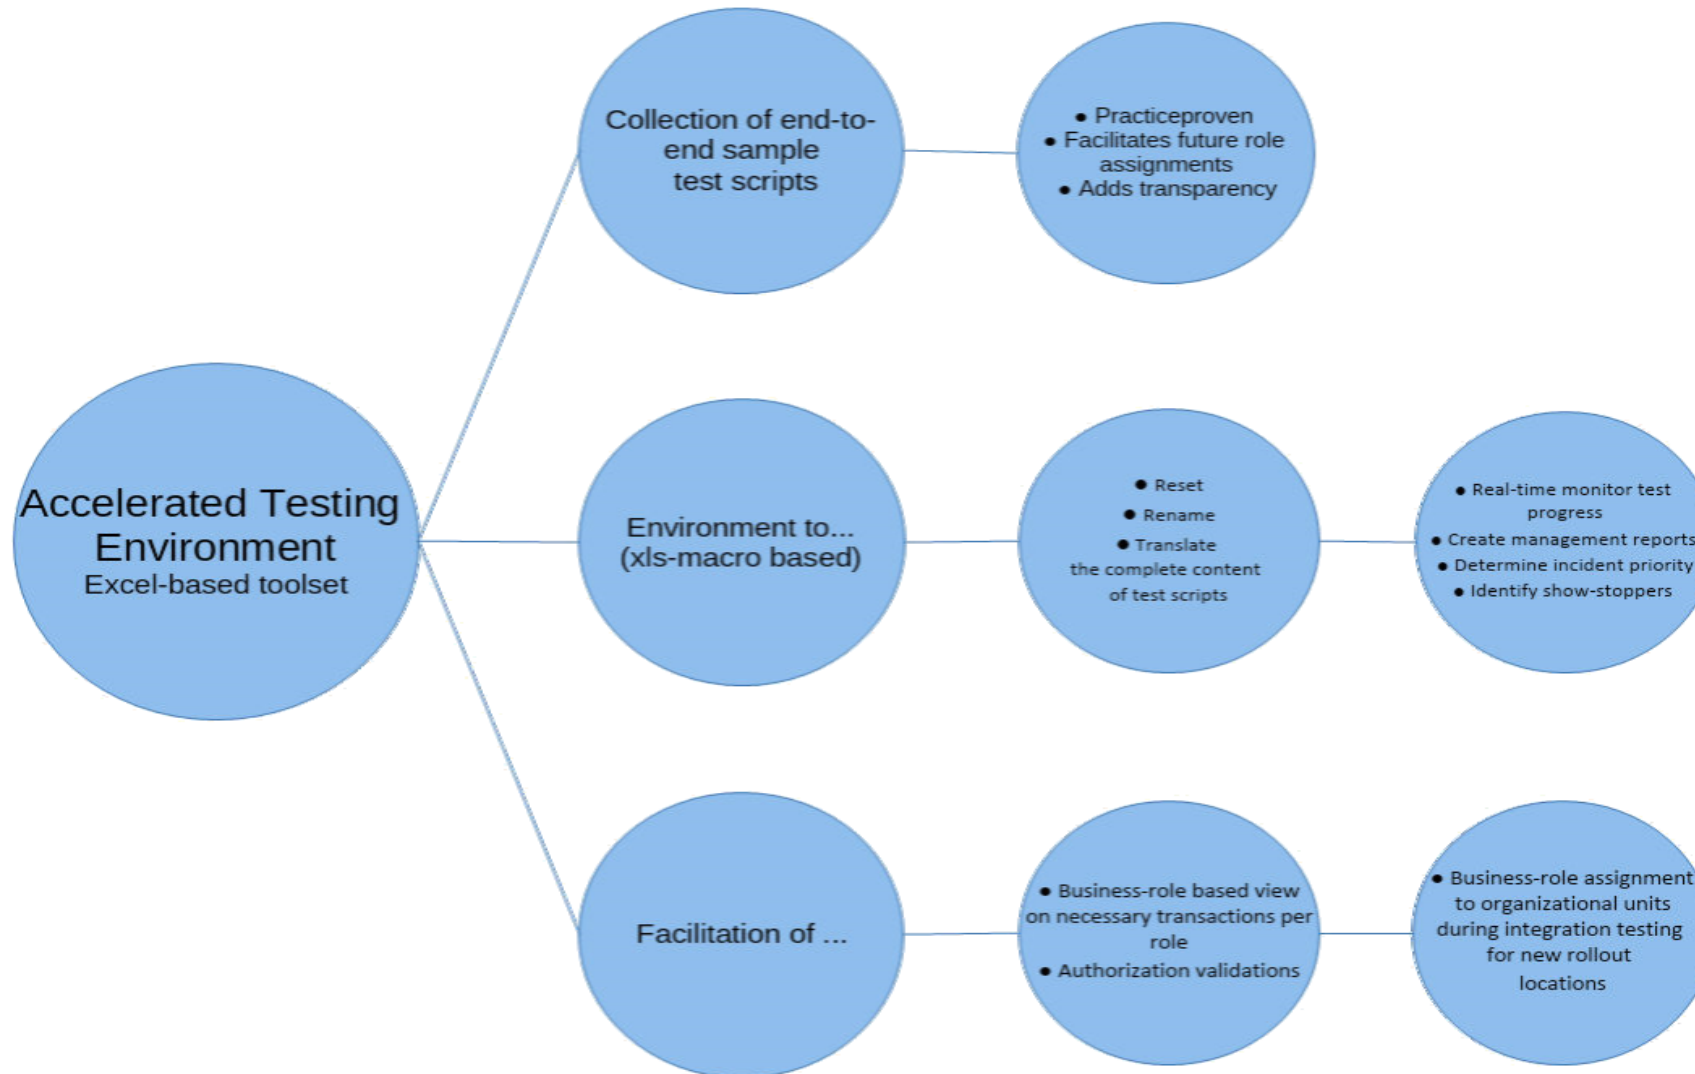 Accelerated Testing
Environment
Excel-based toolset
Collection of end-to-
end sample
test scripts
● Practiceproven
● Facilitates future role
assignments
● Adds transparency
Environment to...
(xls-macro based)
● Reset
● Rename
● Translate
the complete content
of test scripts
● Real-time monitor test
progress
● Create management reports
● Determine incident priority
● Identify show-stoppers
Facilitation of ...
● Business-role based view
on necessary transactions per
role
● Authorization validations
● Business-role assignment
to organizational units
during integration testing
for new rollout
locations